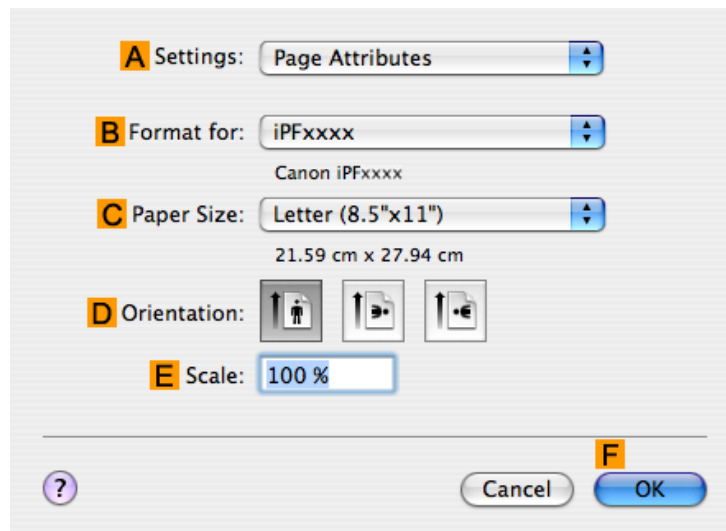 A Settings: Page Attributes
B Format for: iPFxxxx
Canon iPFxxxx
C Paper Size: Letter (8.5"x11")
21.59 cm x 27.94 cm
D Orientation:
E Scale: 100 %
F
? Cancel OK